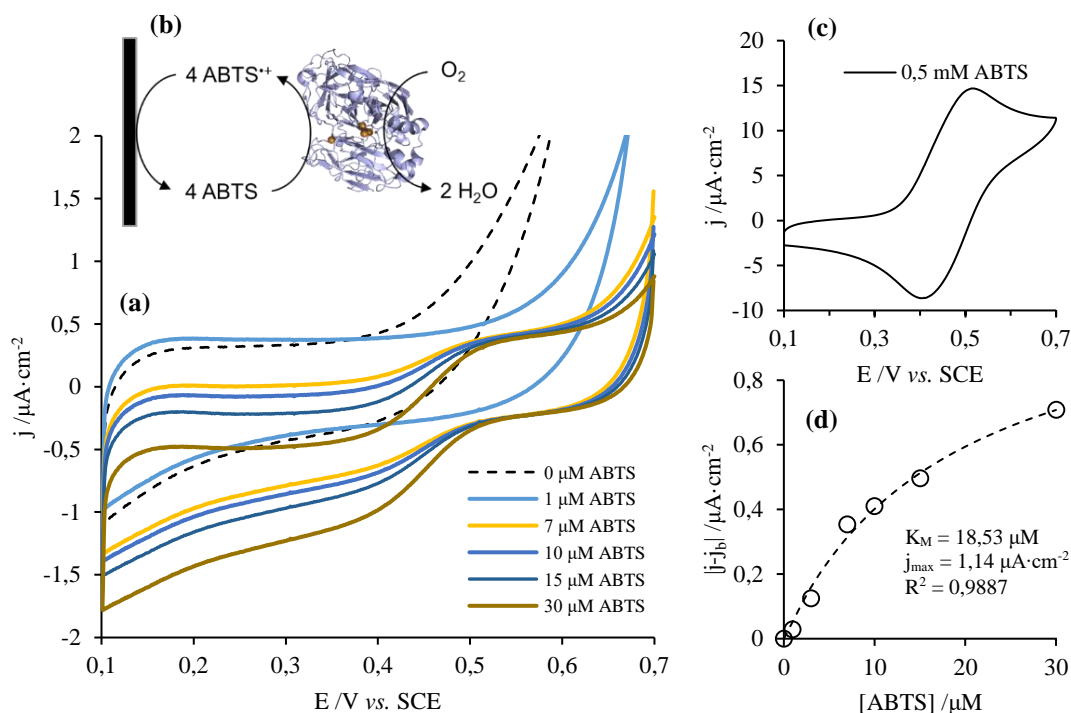 (b)
4 ABTS•+
O2
4 ABTS
2 H2O
(a)
2
1,5
1
0,5
0
-0,5
-1
-1,5
-2
j /µA·cm-2
0,1
0,2
0,3
0,4
0,5
0,6
0,7
E /V vs. SCE
0 µM ABTS
1 µM ABTS
7 µM ABTS
10 µM ABTS
15 µM ABTS
30 µM ABTS
(c)
0,5 mM ABTS
20
15
10
5
0
-5
-10
j /µA·cm-2
0,1
0,3
0,5
0,7
E /V vs. SCE
(d)
0,8
0,6
0,4
0,2
0
|j-jb| /µA·cm-2
KM = 18,53 µM
jmax = 1,14 µA·cm-2
R2 = 0,9887
0
10
20
30
[ABTS] /µM